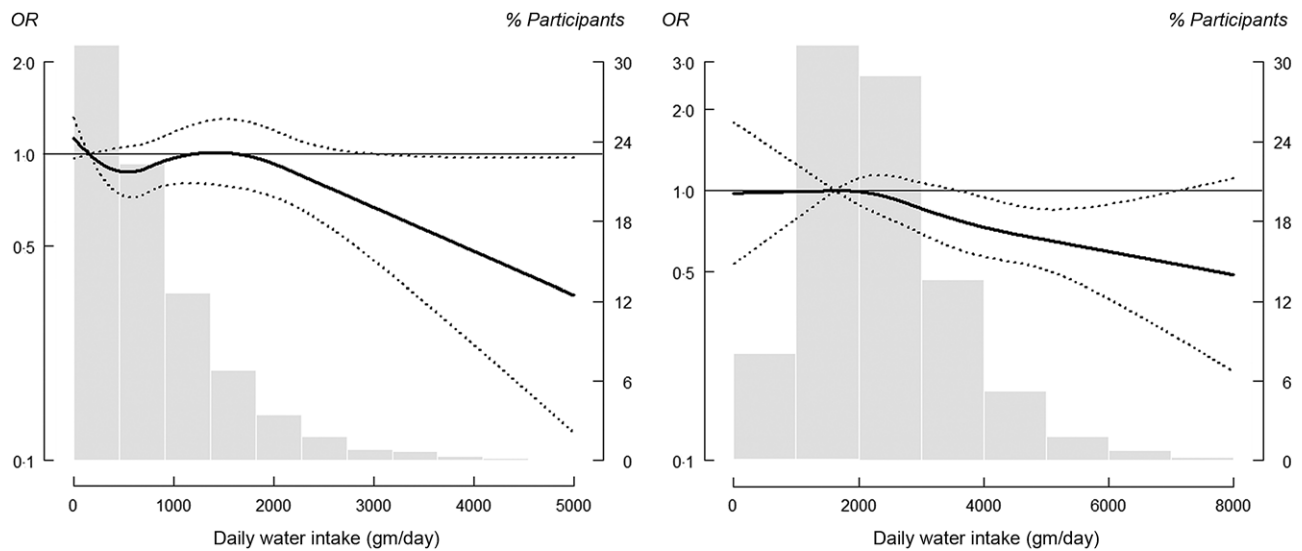 OR % Participants OR % Participants
2·0 30 3·0 30
2·0
24 24
1·0
1·0
18 18
0·5
0·5
12 12
6 6
0·1 0 0·1 0
0 1000 2000 3000 4000 5000 0 2000 4000 6000 8000
Daily water intake (gm/day) Daily water intake (gm/day)